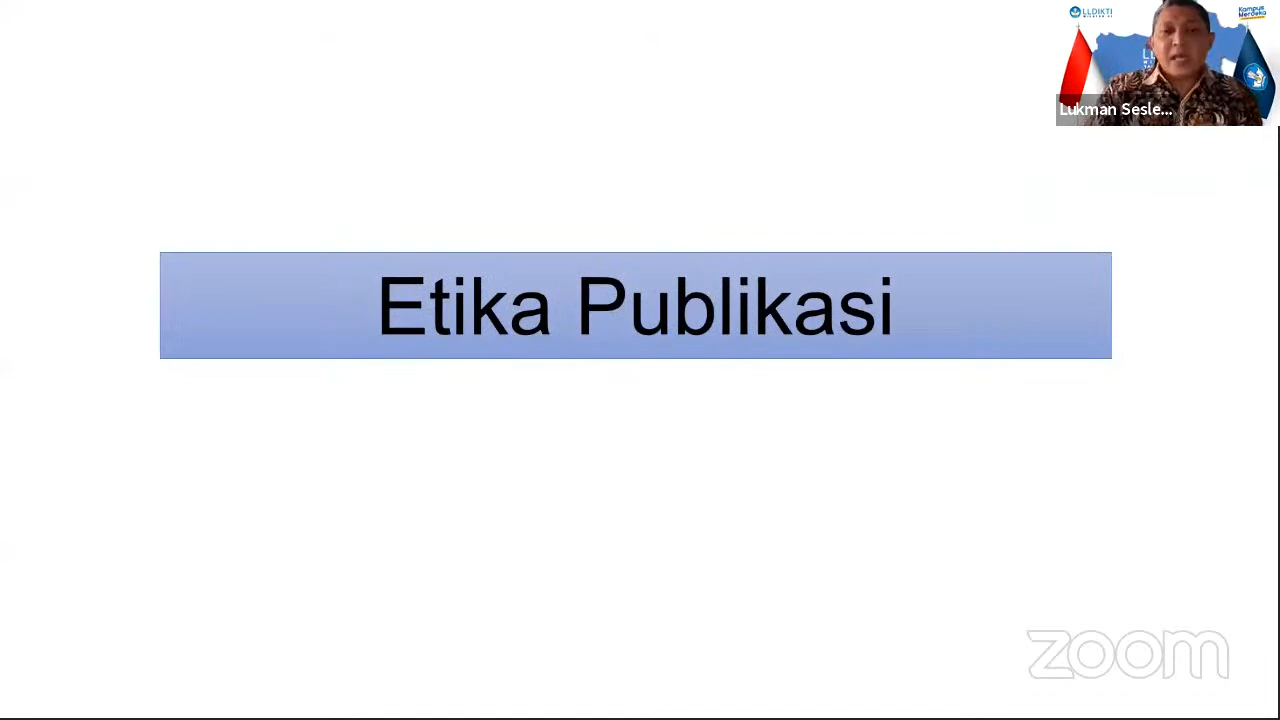 LLDIKTI
Kampus
Merdeka
Lukman Sesle...
Etika Publikasi
zoom